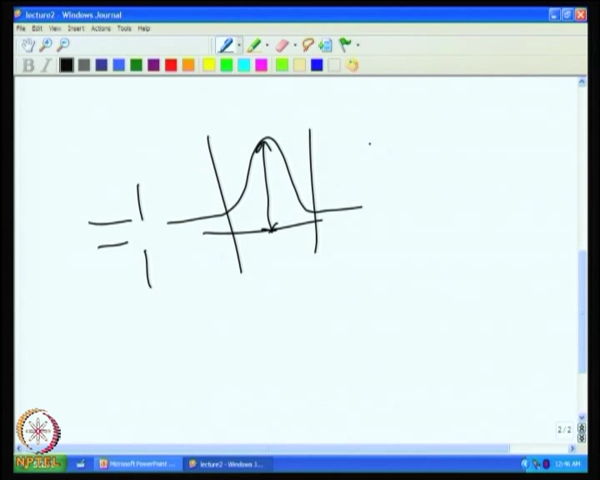 lecture2 - Windows Journal
File Edit View Insert Actions Tools Help
B I
2/2
NPTEL
start
Microsoft PowerPoint ...
lecture2 - Windows J...
12:46 AM